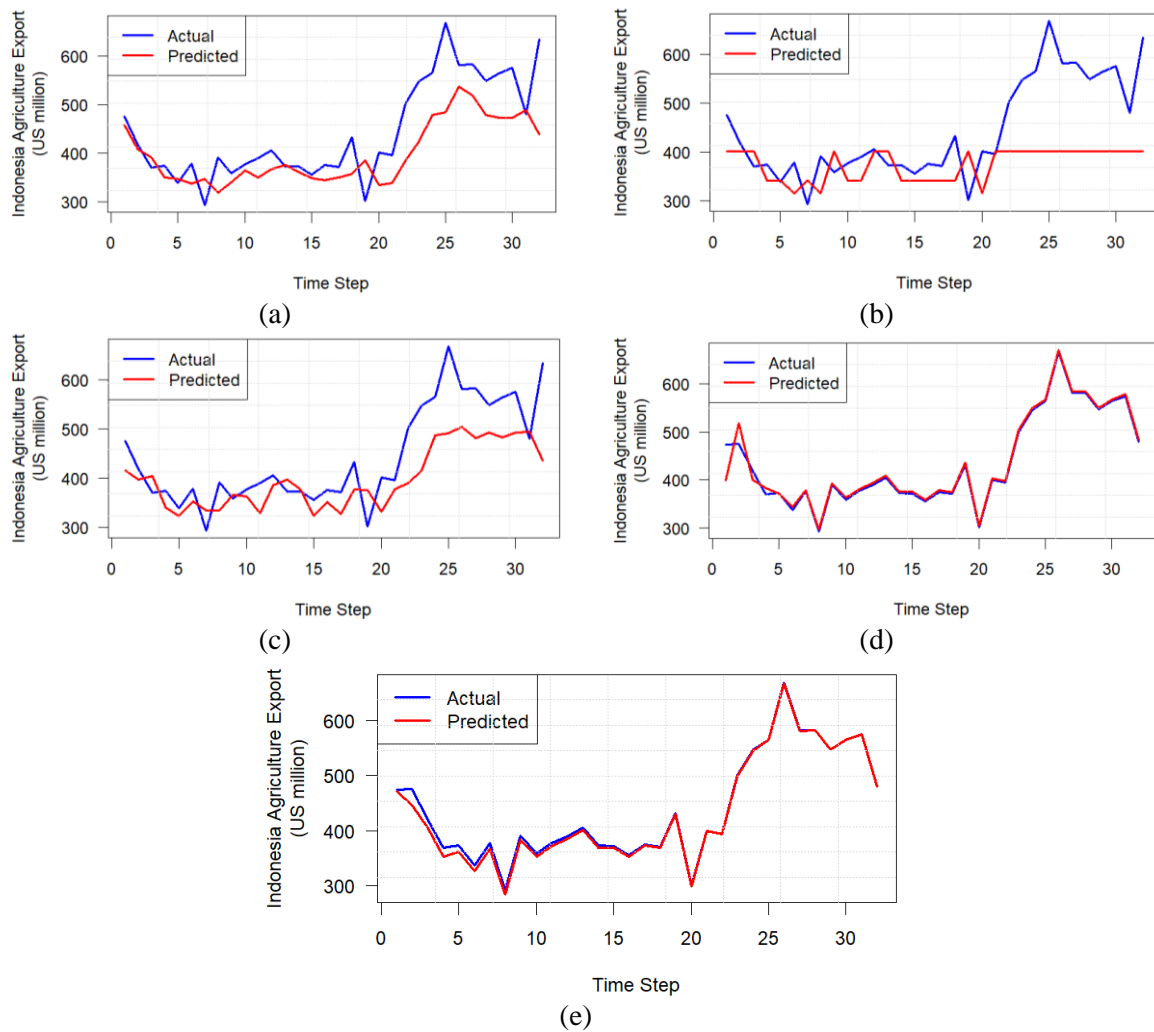 Indonesia Agriculture Export
(US million)
600
500
400
300
Actual
Predicted
0 5 10 15 20 25 30
Time Step
(a)
Indonesia Agriculture Export
(US million)
600
500
400
300
Actual
Predicted
0 5 10 15 20 25 30
Time Step
(b)
Indonesia Agriculture Export
(US million)
600
500
400
300
Actual
Predicted
0 5 10 15 20 25 30
Time Step
(c)
Indonesia Agriculture Export
(US million)
600
500
400
300
Actual
Predicted
0 5 10 15 20 25 30
Time Step
(d)
Indonesia Agriculture Export
(US million)
600
500
400
300
Actual
Predicted
0 5 10 15 20 25 30
Time Step
(e)